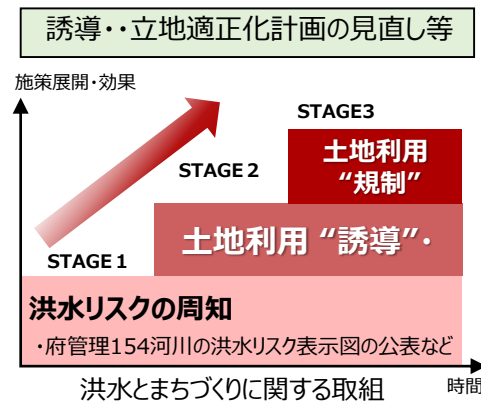 誘導・・立地適正化計画の見直し等
施策展開・効果
STAGE3
土地利用
“規制”
STAGE２
土地利用 “誘導”・
STAGE１
洪水リスクの周知
・府管理154河川の洪水リスク表示図の公表など
洪水とまちづくりに関する取組
時間